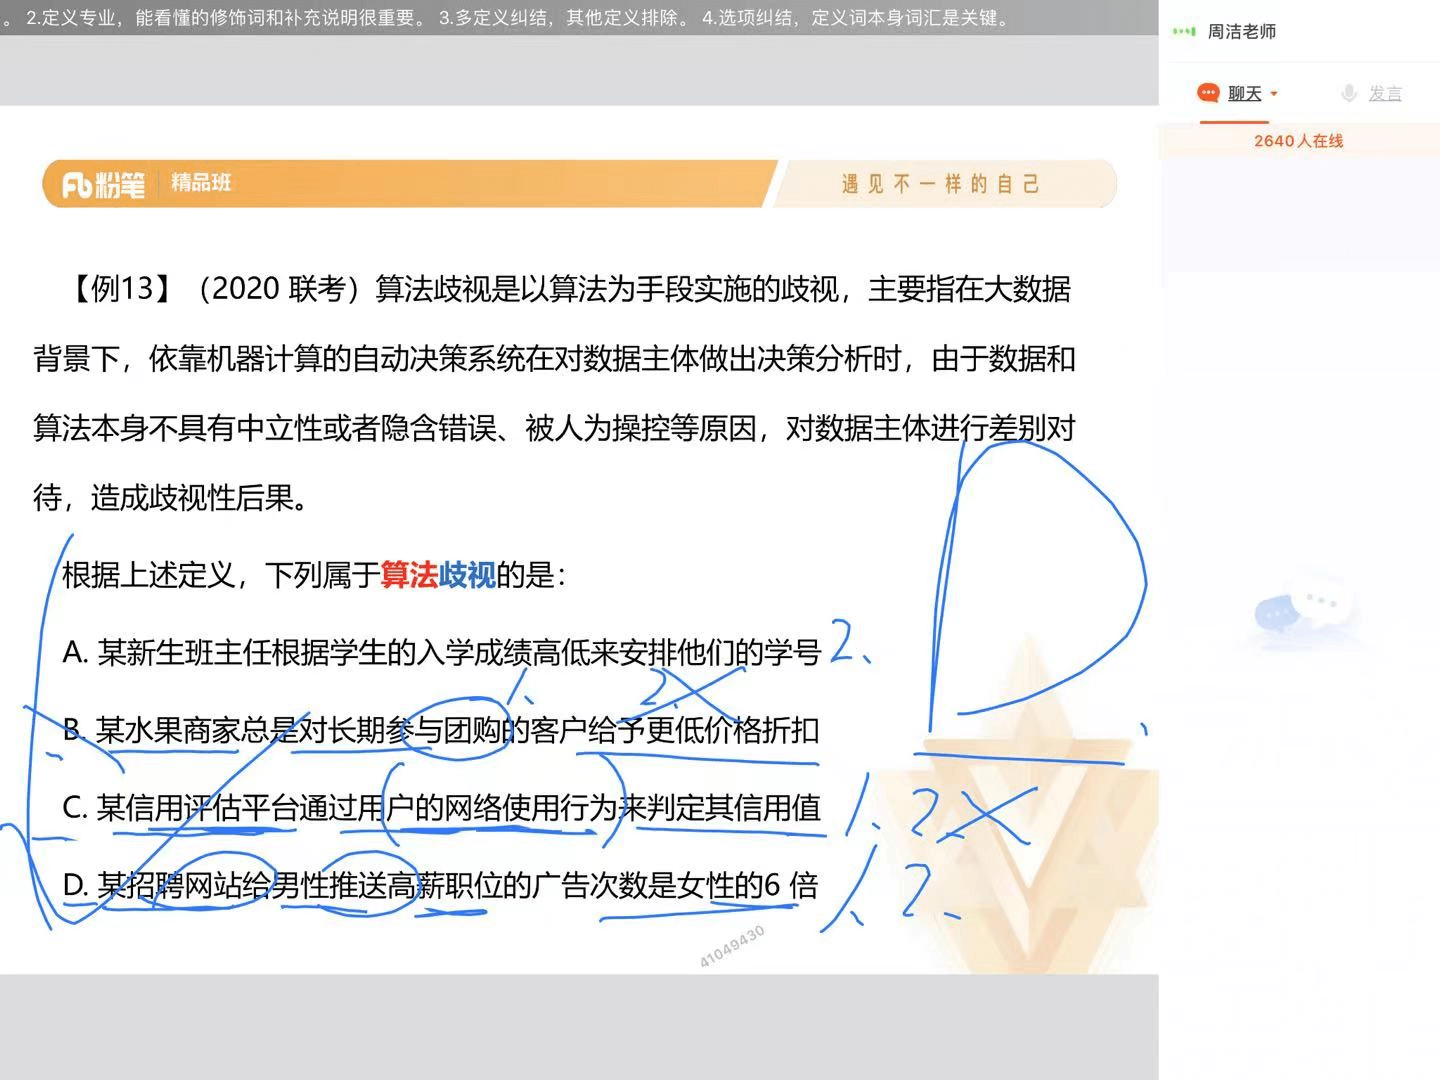 。 2.定义专业，能看懂的修饰词和补充说明很重要。 3.多定义纠结，其他定义排除。 4.选项纠结，定义词本身词汇是关键。
周洁老师
聊天 发言
2640人在线
粉笔 精品班 遇见不一样的自己
【例13】（2020 联考）算法歧视是以算法为手段实施的歧视，主要指在大数据
背景下，依靠机器计算的自动决策系统在对数据主体做出决策分析时，由于数据和
算法本身不具有中立性或者隐含错误、被人为操控等原因，对数据主体进行差别对
待，造成歧视性后果。
根据上述定义，下列属于算法歧视的是：
A. 某新生班主任根据学生的入学成绩高低来安排他们的学号 2、
1、 2、
B. 某水果商家总是对长期参与团购的客户给予更低价格折扣
D
C. 某信用评估平台通过用户的网络使用行为来判定其信用值 1、2
D. 某招聘网站给男性推送高薪职位的广告次数是女性的6 倍 1、2、
41049430